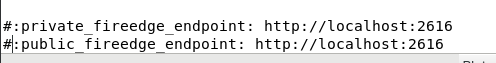 #:private_fireedge_endpoint: http://localhost:2616
#:public_fireedge_endpoint: http://localhost:2616